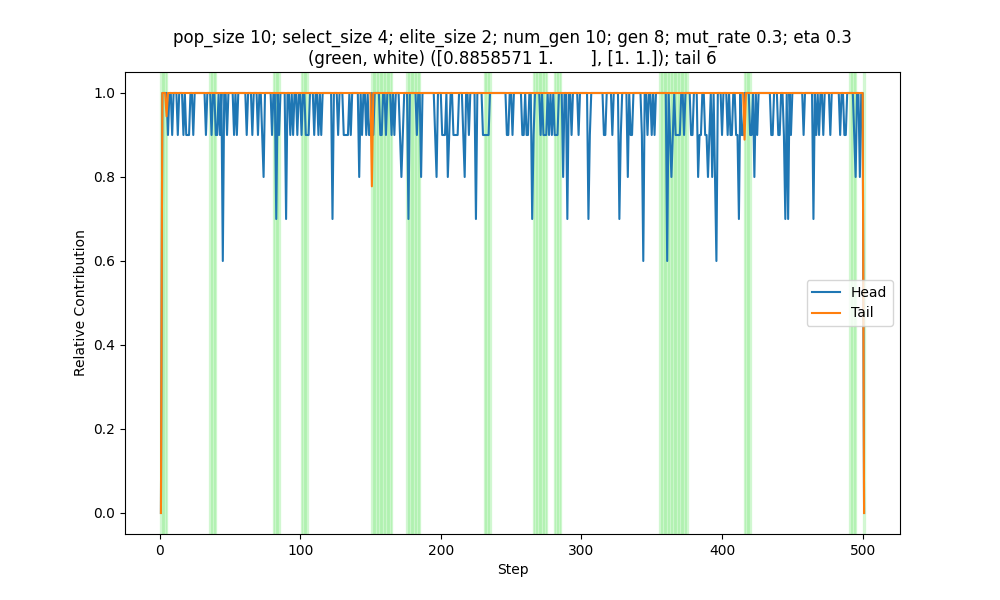 pop_size 10; select_size 4; elite_size 2; num_gen 10; gen 8; mut_rate 0.3; eta 0.3
(green, white) ([0.8858571 1.        ], [1. 1.]); tail 6
Relative Contribution
1.0
0.8
0.6
0.4
0.2
0.0
Head
Tail
0
100
200
300
400
500
Step